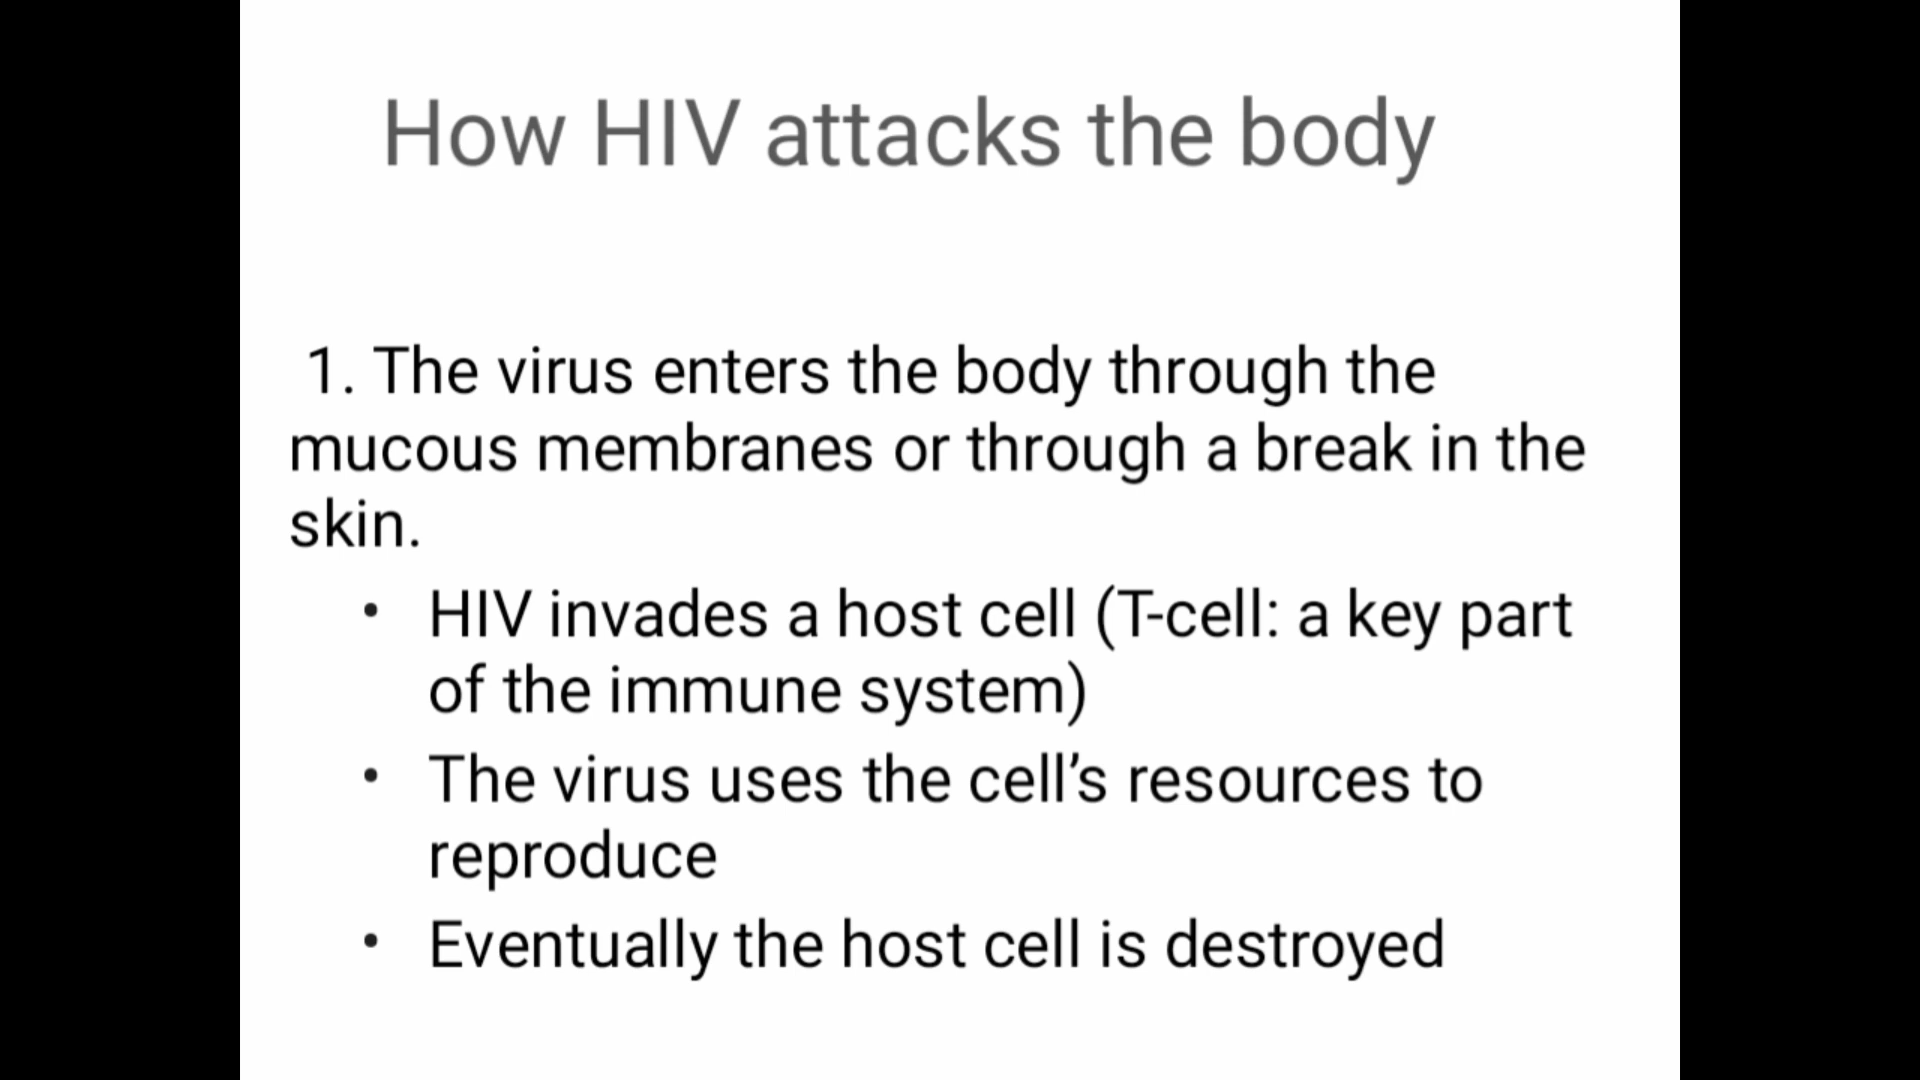 How HIV attacks the body
1. The virus enters the body through the
mucous membranes or through a break in the
skin.
• HIV invades a host cell (T-cell: a key part
of the immune system)
• The virus uses the cell’s resources to
reproduce
• Eventually the host cell is destroyed